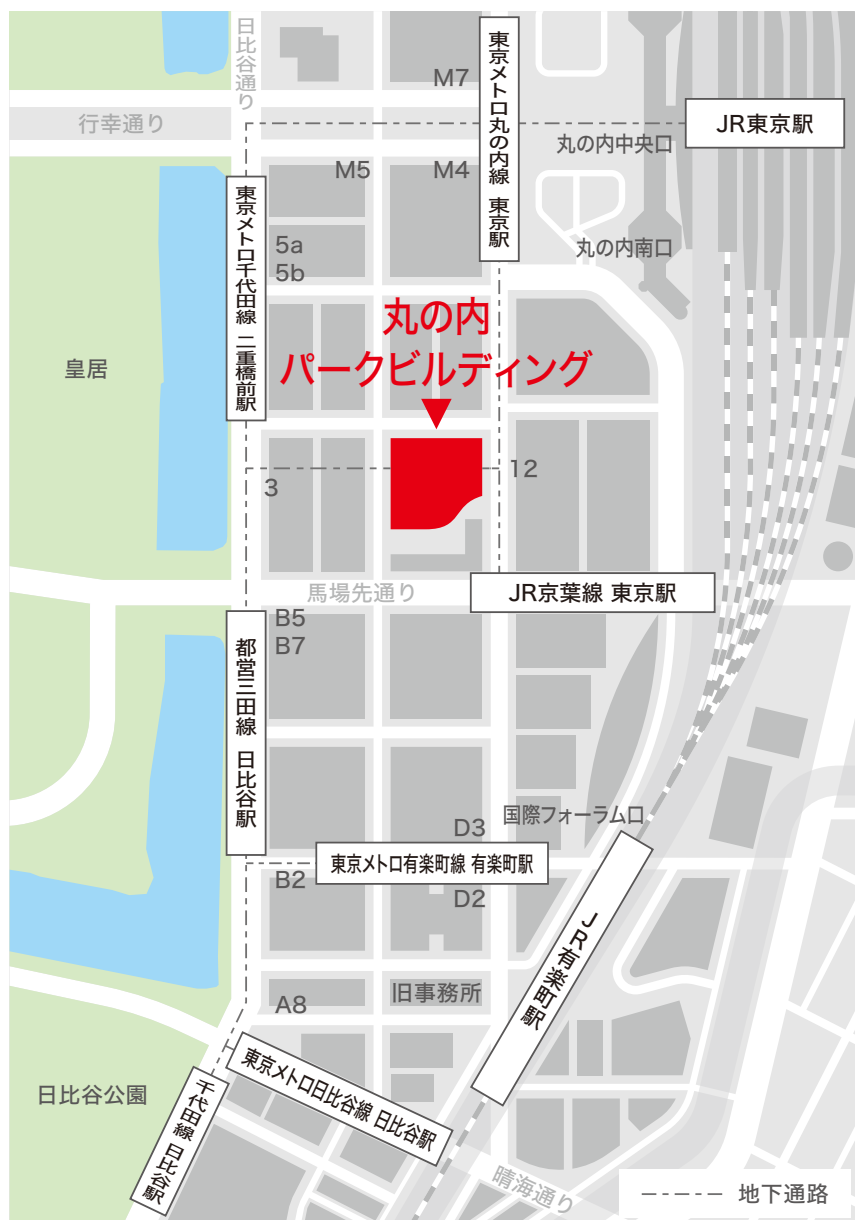 日比谷通り
東京メトロ丸の内線 東京駅
M7
行幸通り
JR東京駅
丸の内中央口
M5
M4
東京メトロ千代田線 二重橋前駅
5a
5b
丸の内南口
丸の内
パークビルディング
皇居
3
12
馬場先通り
JR京葉線 東京駅
B5
B7
都営三田線 日比谷駅
国際フォーラム口
D3
東京メトロ有楽町線 有楽町駅
B2
D2
JR有楽町駅
旧事務所
A8
東京メトロ日比谷線 日比谷駅
日比谷公園
千代田線 日比谷駅
晴海通り
地下通路